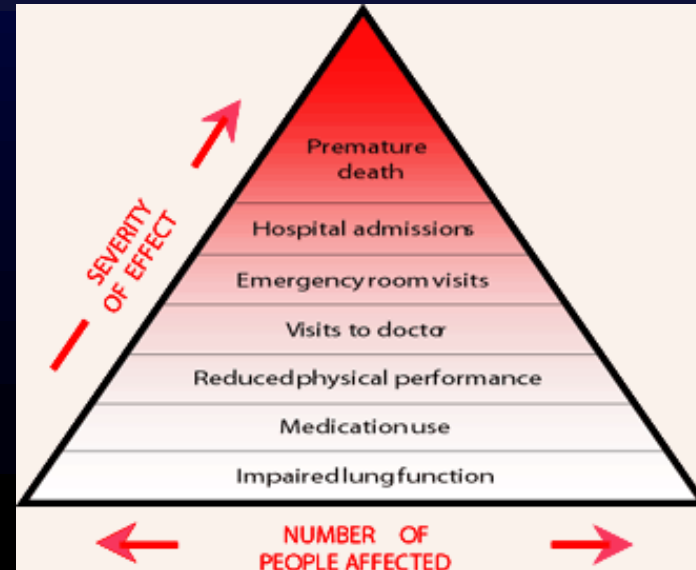 Premature
death
Hospital admissions
Emergency room visits
Visits to doctor
Reduced physical performance
Medication use
Impaired lung function
SEVERITY
OF EFFECT
NUMBER OF
PEOPLE AFFECTED